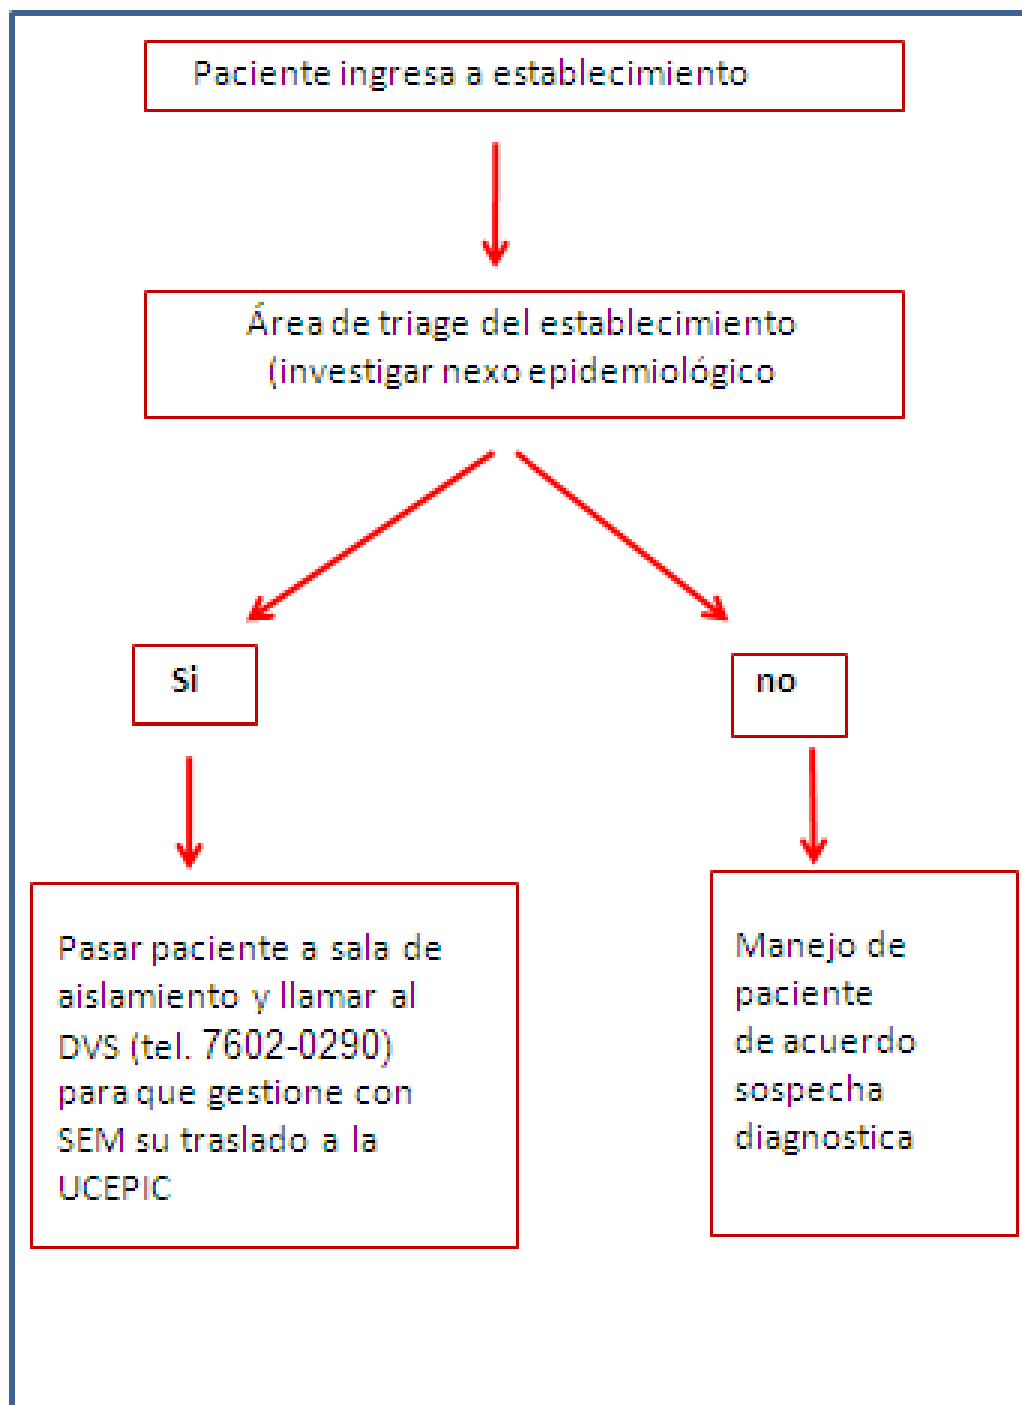 Paciente ingresa a establecimiento
Área de triage del establecimiento
(investigar nexo epidemiológico
Si
no
Pasar paciente a sala de
aislamiento y llamar al
DVS (tel. 7602-0290)
para que gestione con
SEM su traslado a la
UCEPIC
Manejo de
paciente
de acuerdo
sospecha
diagnostica